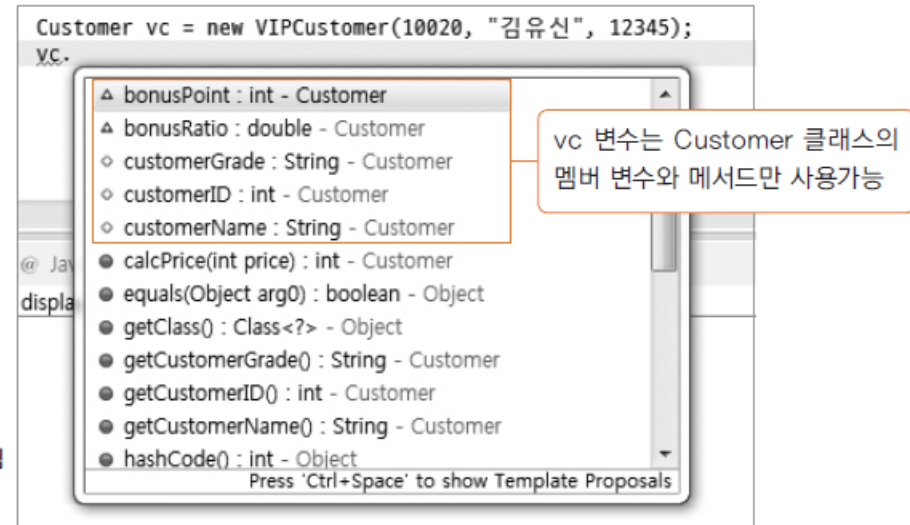 Customer vc = new VIPCustomer(10020, "김유신", 12345);
vc.
bonusPoint : int - Customer
bonusRatio : double - Customer
customerGrade : String - Customer
customerID : int - Customer
customerName : String - Customer
calcPrice(int price) : int - Customer
equals(Object arg0) : boolean - Object
getClass() : Class<?> - Object
getCustomerGrade() : String - Customer
getCustomerID() : int - Customer
getCustomerName() : String - Customer
hashCode() : int - Object
Press 'Ctrl+Space' to show Template Proposals
vc 변수는 Customer 클래스의
멤버 변수와 메서드만 사용가능
@ Jav
displa